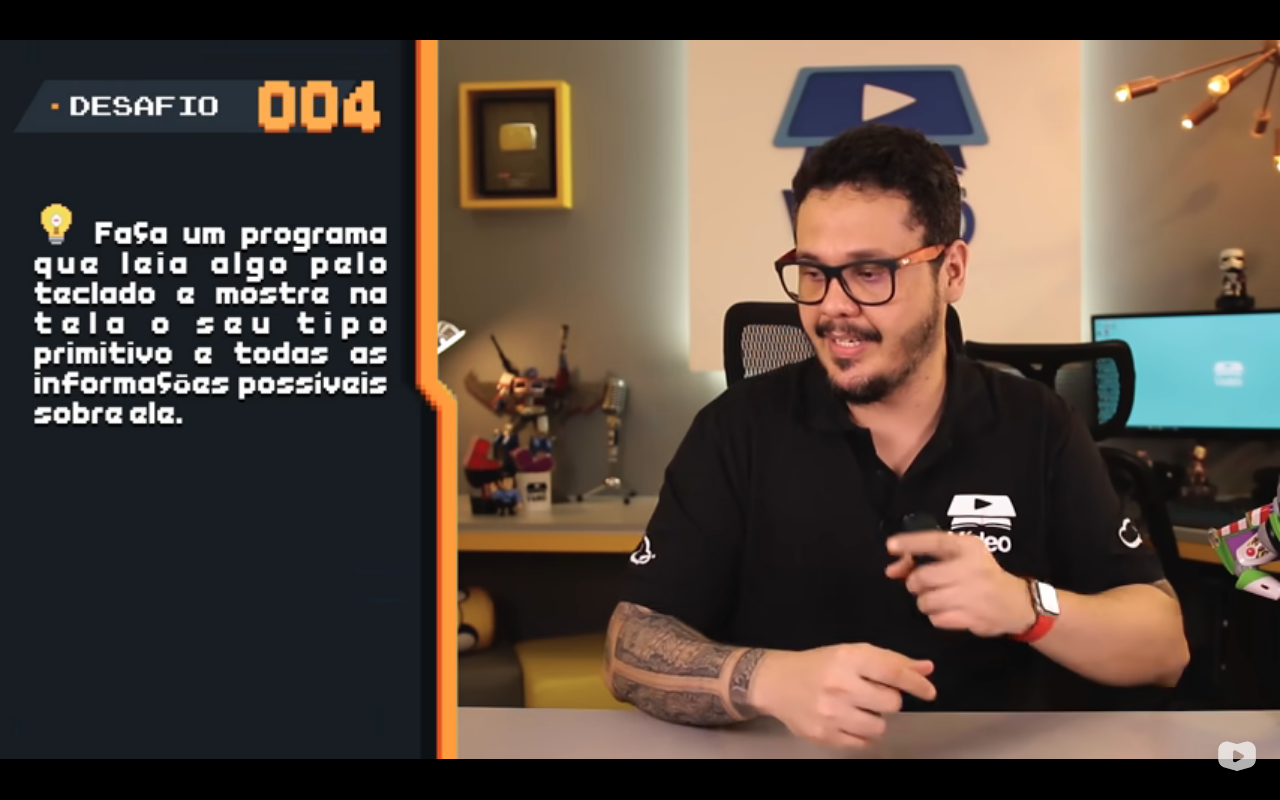 DESAFIO 004
Faça um programa
que leia algo pelo
teclado e mostre na
tela o seu tipo
primitivo e todas as
informações possíveis
sobre ele.